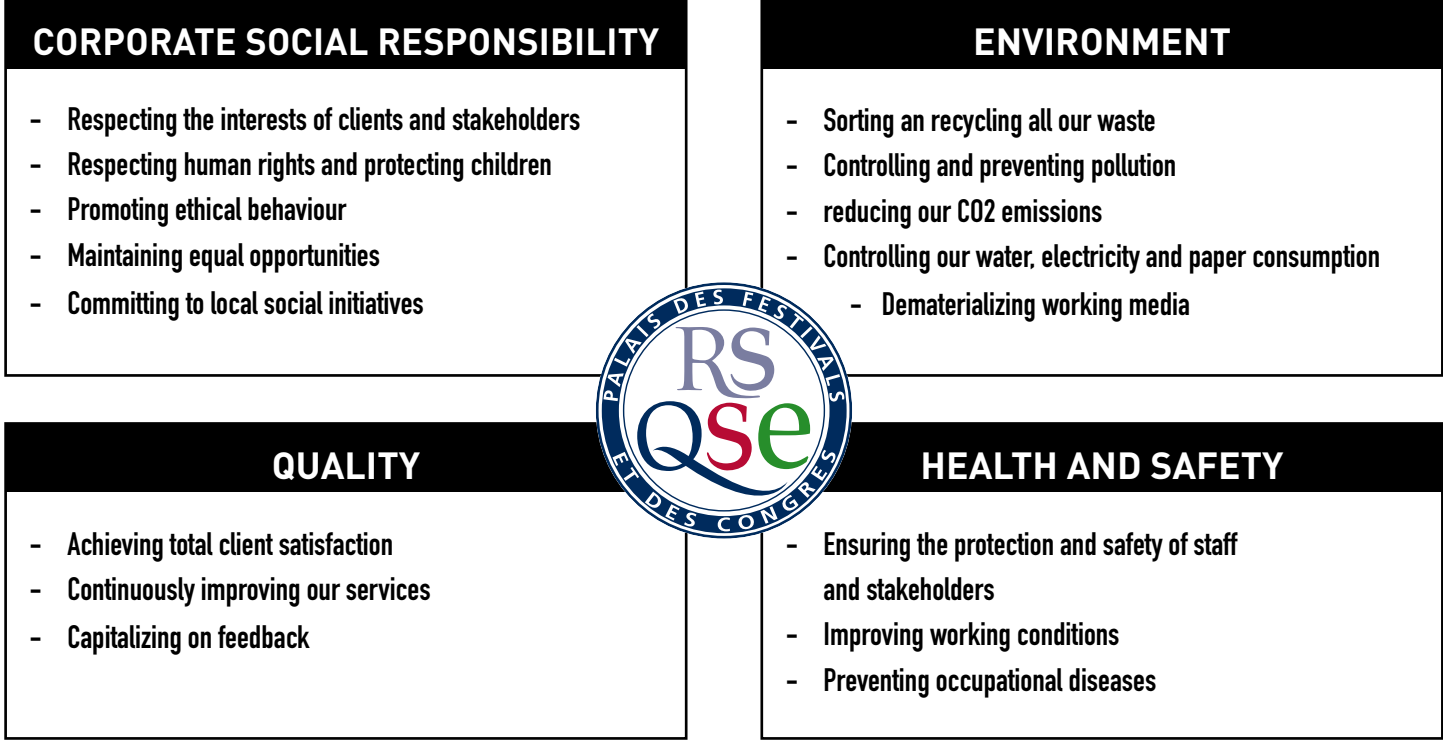 CORPORATE SOCIAL RESPONSIBILITY
- Respecting the interests of clients and stakeholders
- Respecting human rights and protecting children
- Promoting ethical behaviour
- Maintaining equal opportunities
- Committing to local social initiatives
ENVIRONMENT
- Sorting an recycling all our waste
- Controlling and preventing pollution
- reducing our CO2 emissions
- Controlling our water, electricity and paper consumption
- Dematerializing working media
PALAIS DES FESTIVALS
RS
QSe
ET DES CONGRES
QUALITY
- Achieving total client satisfaction
- Continuously improving our services
- Capitalizing on feedback
HEALTH AND SAFETY
- Ensuring the protection and safety of staff
and stakeholders
- Improving working conditions
- Preventing occupational diseases